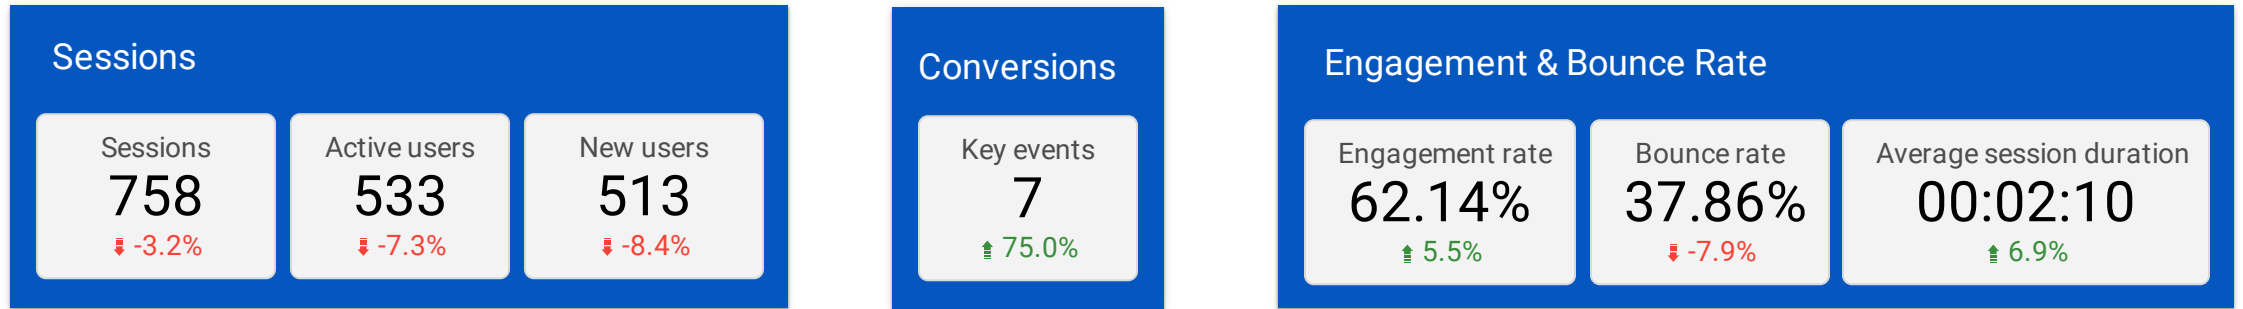 Sessions
Sessions
758
-3.2%
Active users
533
-7.3%
New users
513
-8.4%
Conversions
Key events
7
75.0%
Engagement & Bounce Rate
Engagement rate
62.14%
5.5%
Bounce rate
37.86%
-7.9%
Average session duration
00:02:10
6.9%